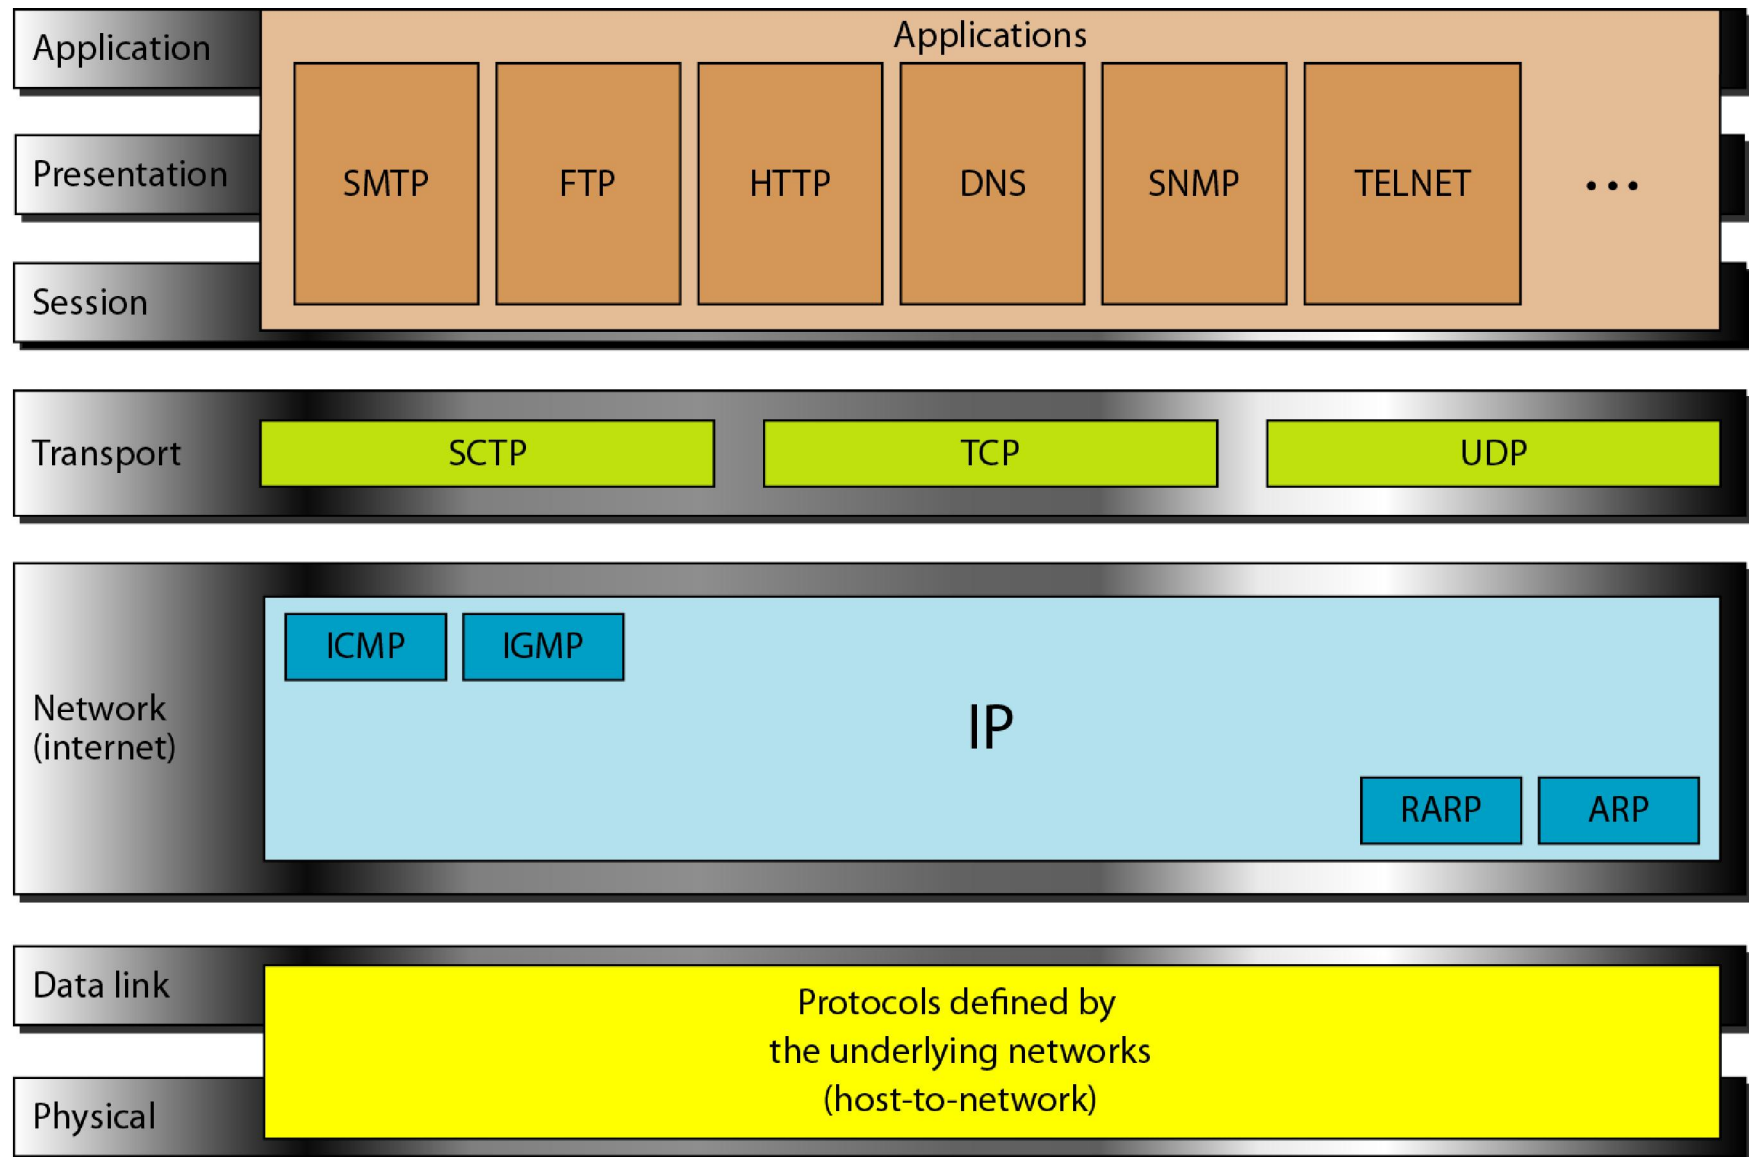 Application
Applications
Presentation
SMTP
FTP
HTTP
DNS
SNMP
TELNET
...
Session
Transport
SCTP
TCP
UDP
Network
(internet)
ICMP
IGMP
IP
RARP
ARP
Data link
Protocols defined by
the underlying networks
(host-to-network)
Physical